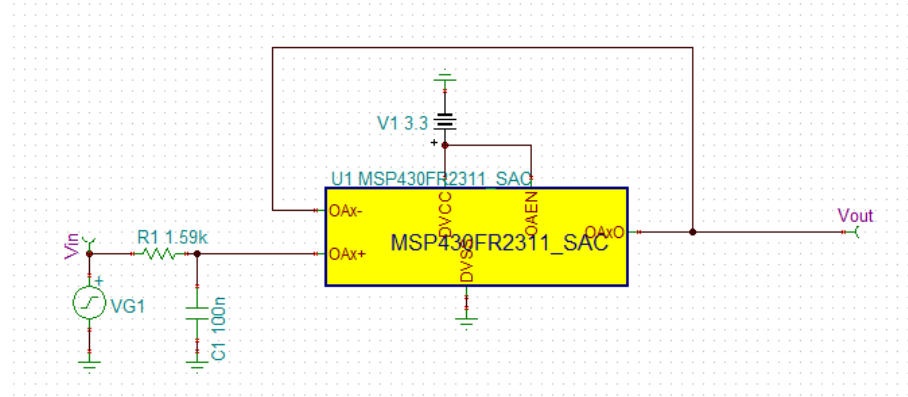 V1 3.3
+
U1 MSP430FR2311_SAC
OAx-
DVCC
OAEN
Vout
Vin
R1 1.59k
OAx+
MSP430FR2311_SAC
OAxO
DVSS
+
VG1
C1 100n